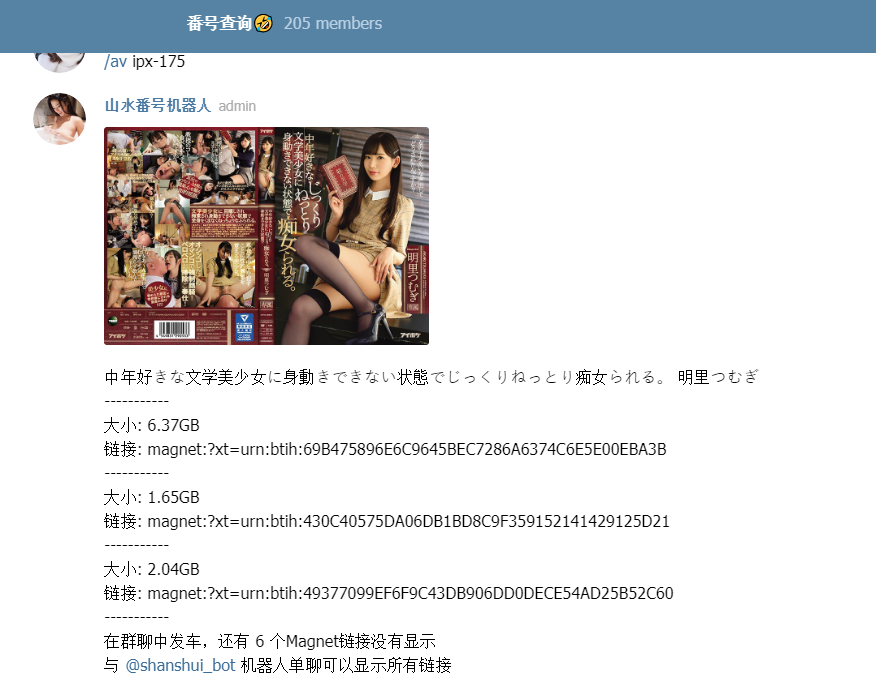 番号查询🤣 205 members
/av ipx-175
山水番号机器人 admin
中年好きな
文学美少女に
身動きできない状態で
じっくり
ねっとり
痴女られる。
明里つむぎ
アイポケ
中年好きな文学美少女に身動きできない状態でじっくりねっとり痴女られる。 明里つむぎ
-----------
大小: 6.37GB
链接: magnet:?xt=urn:btih:69B475896E6C9645BEC7286A6374C6E5E00EBA3B
-----------
大小: 1.65GB
链接: magnet:?xt=urn:btih:430C40575DA06DB1BD8C9F359152141429125D21
-----------
大小: 2.04GB
链接: magnet:?xt=urn:btih:49377099EF6F9C43DB906DD0DECE54AD25B52C60
-----------
在群聊中发车，还有 6 个Magnet链接没有显示
与 @shanshui_bot 机器人单聊可以显示所有链接